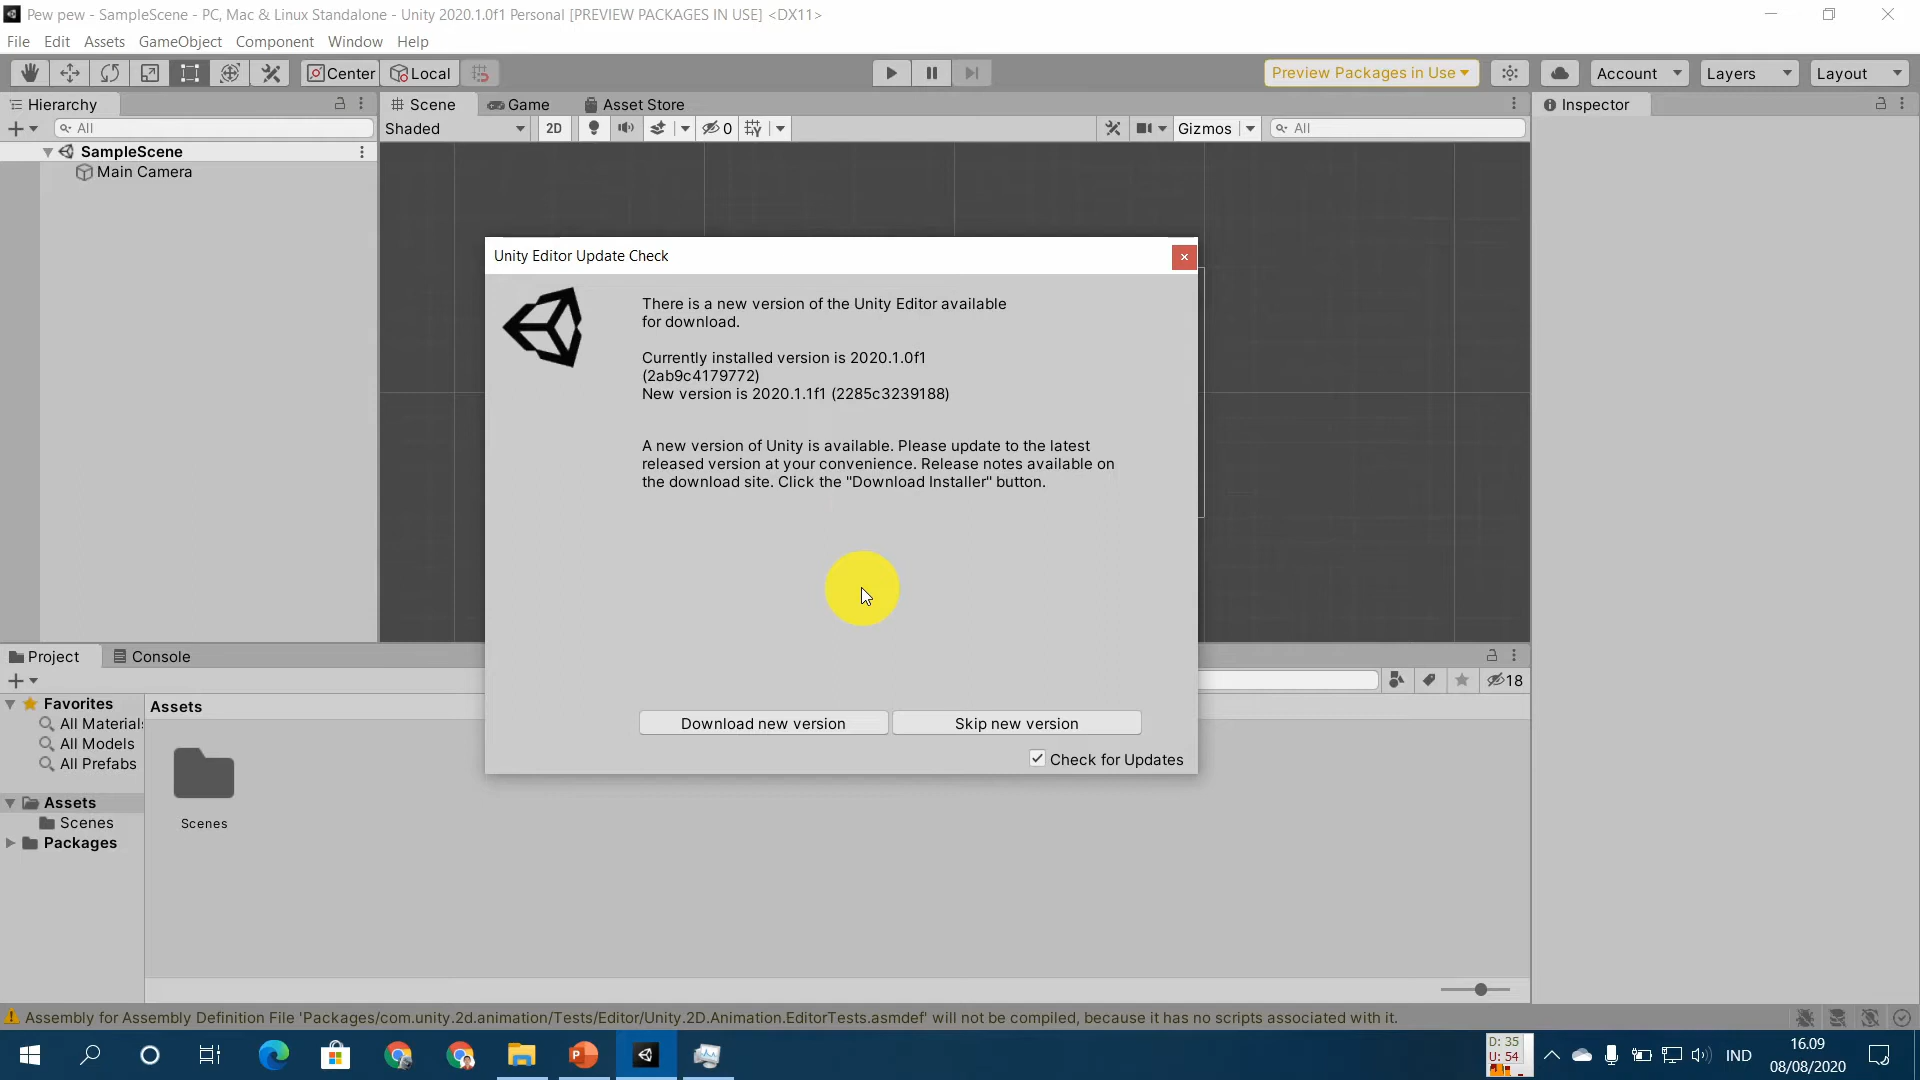 Pew pew - SampleScene - PC, Mac & Linux Standalone - Unity 2020.1.0f1 Personal [PREVIEW PACKAGES IN USE] <DX11>
File Edit Assets GameObject Component Window Help
Center Local Preview Packages in Use Account Layers Layout
Hierarchy Scene Game Asset Store Inspector
All Shaded 2D 0 Gizmos All
SampleScene
Main Camera
Unity Editor Update Check
There is a new version of the Unity Editor available
for download.
Currently installed version is 2020.1.0f1
(2ab9c4179772)
New version is 2020.1.1f1 (2285c3239188)
A new version of Unity is available. Please update to the latest
released version at your convenience. Release notes available on
the download site. Click the "Download Installer" button.
Download new version Skip new version
Check for Updates
Project Console
18
Favorites
All Materials
All Models
All Prefabs
Assets
Scenes
Packages
Assets
Scenes
Assembly for Assembly Definition File 'Packages/com.unity.2d.animation/Tests/Editor/Unity.2D.Animation.EditorTests.asmdef' will not be compiled, because it has no scripts associated with it.
D: 35
U: 54
IND
16.09
08/08/2020